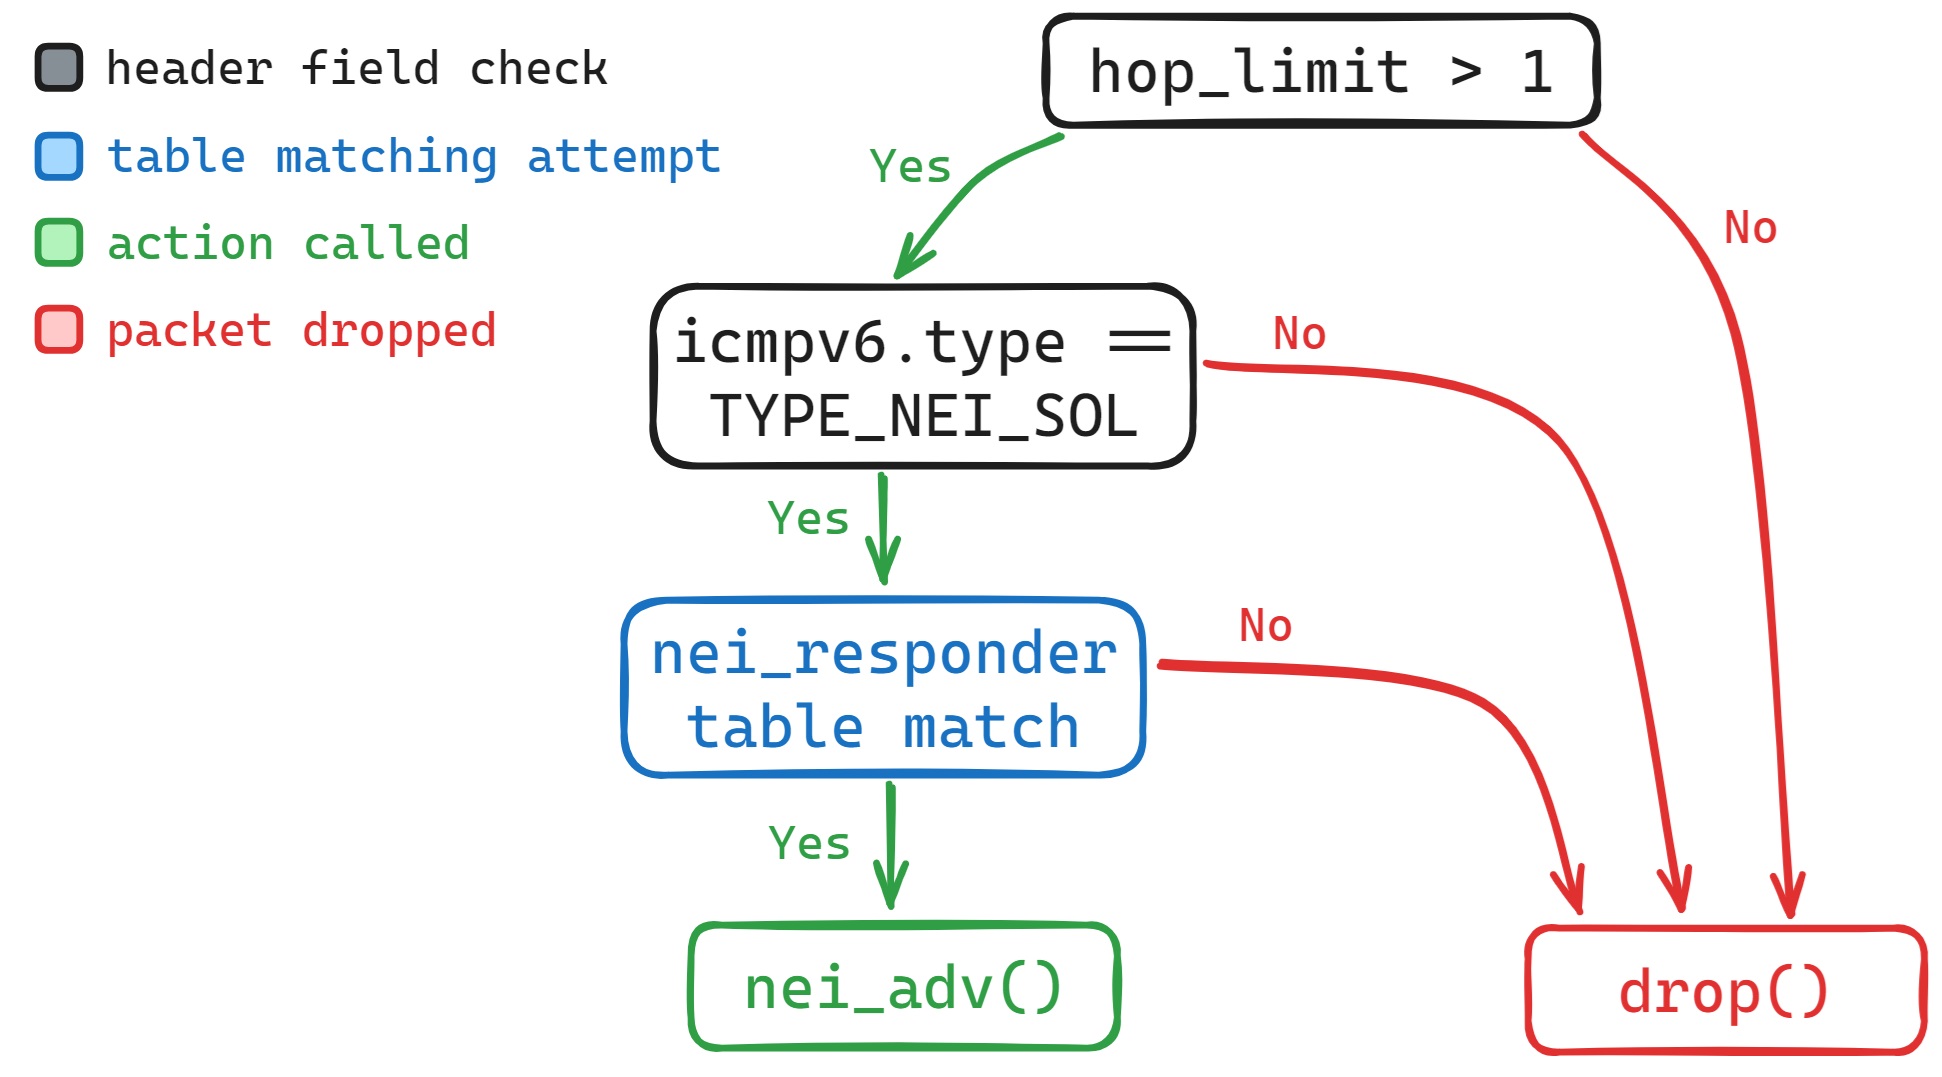 header field check
table matching attempt
action called
packet dropped
hop_limit > 1
Yes
No
icmpv6.type ==
TYPE_NEI_SOL
No
Yes
nei_responder
table match
No
Yes
nei_adv()
drop()